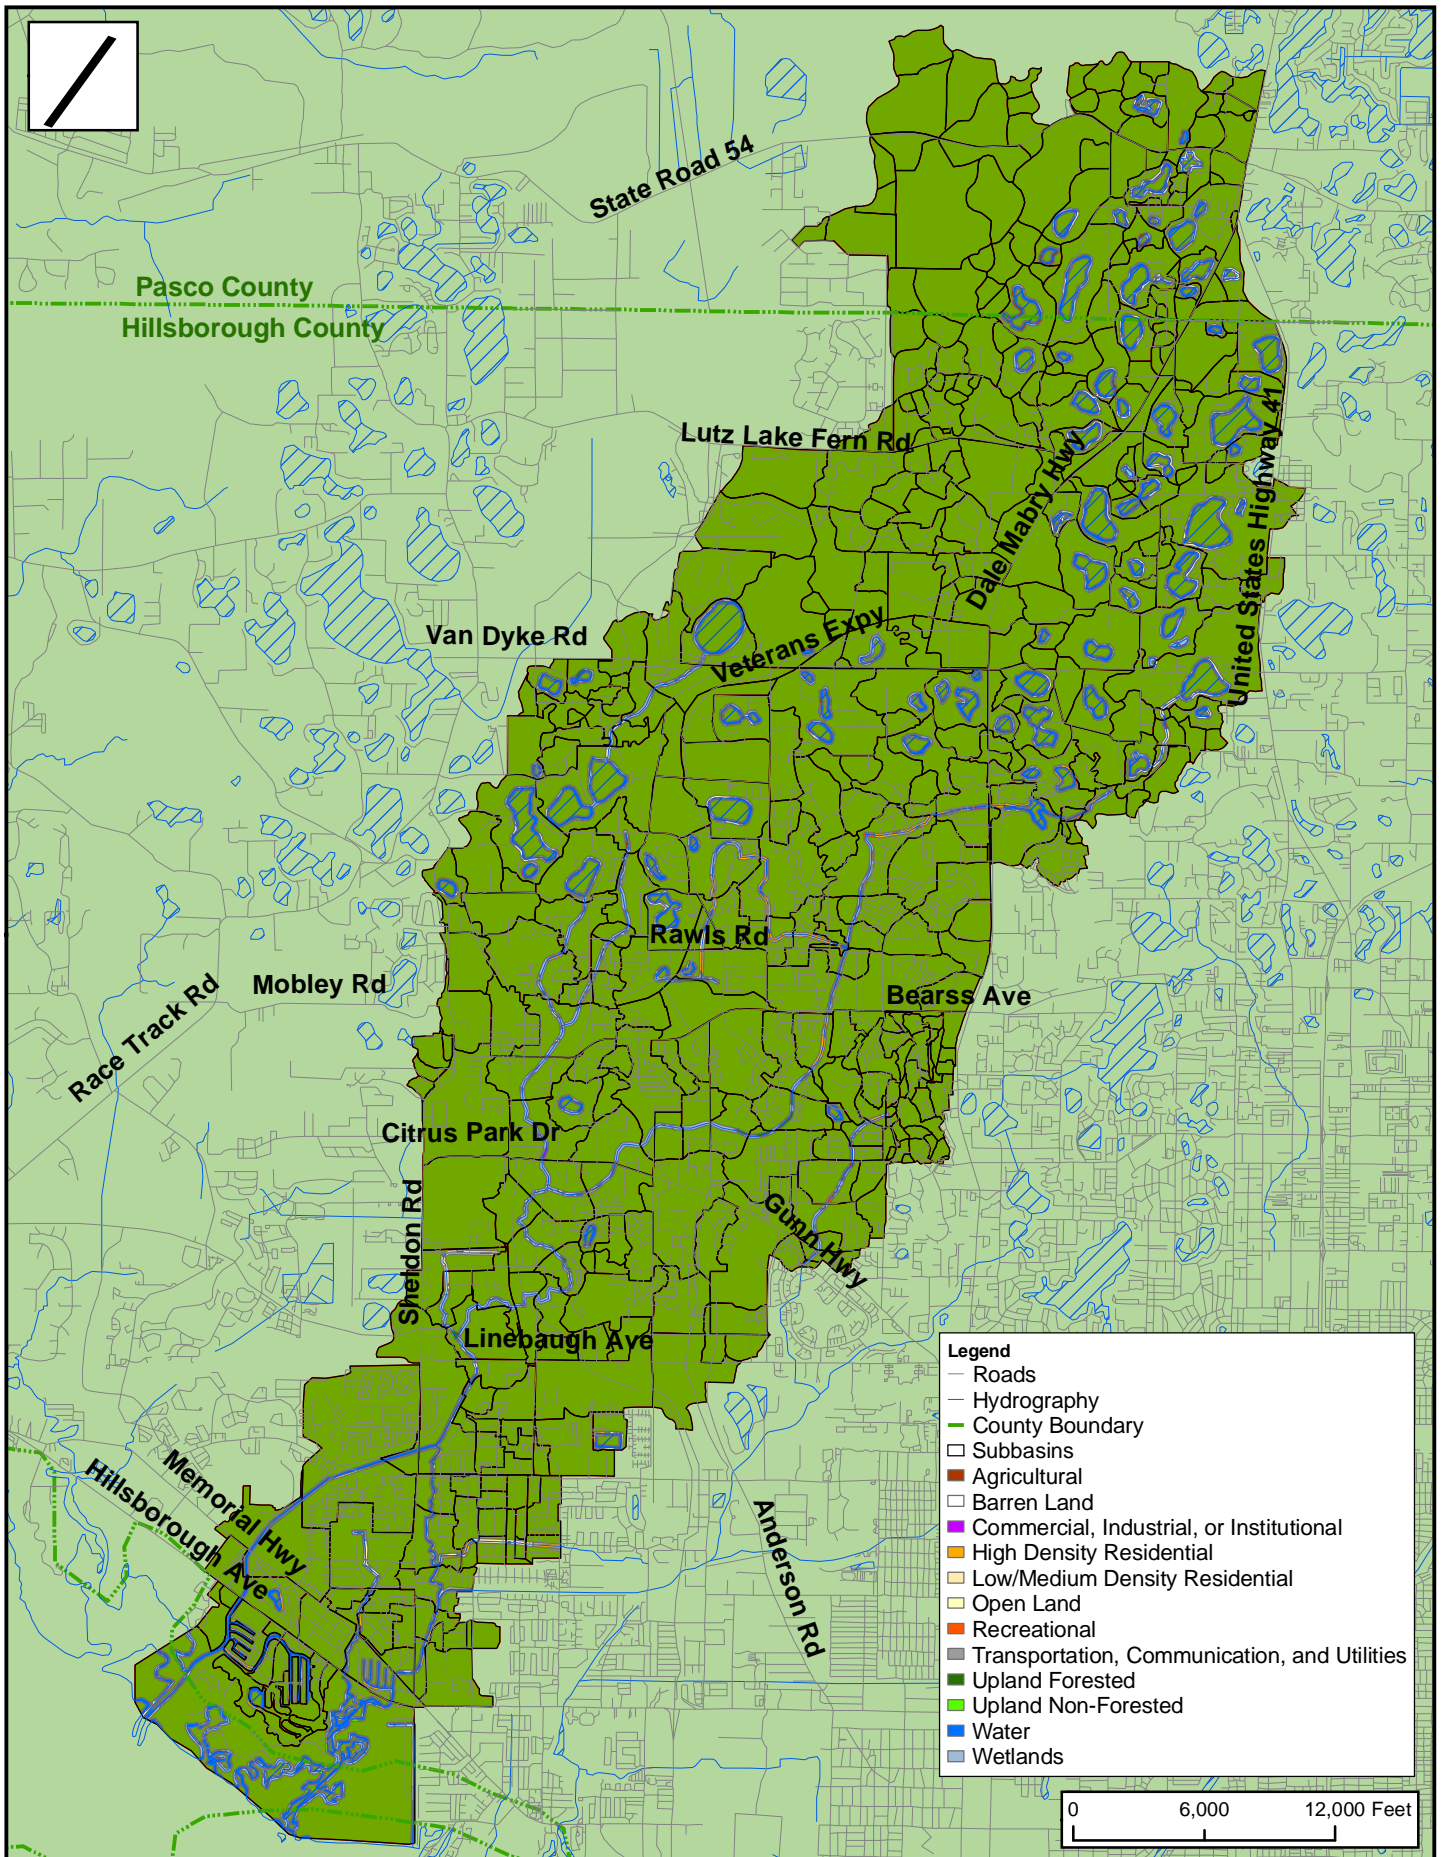 State Road 54
Pasco County
Hillsborough County
United States Highway 41
Lutz Lake Fern Rd
Dale Mabry Hwy
Van Dyke Rd
Veterans Expy
Rawls Rd
Mobley Rd
Bearss Ave
Race Track Rd
Citrus Park Dr
Sheldon Rd
Gunn Hwy
Linebaugh Ave
Memorial Hwy
Hillsborough Ave
Anderson Rd
Legend
Roads
Hydrography
County Boundary
Subbasins
Agricultural
Barren Land
Commercial, Industrial, or Institutional
High Density Residential
Low/Medium Density Residential
Open Land
Recreational
Transportation, Communication, and Utilities
Upland Forested
Upland Non-Forested
Water
Wetlands
0 6,000 12,000 Feet